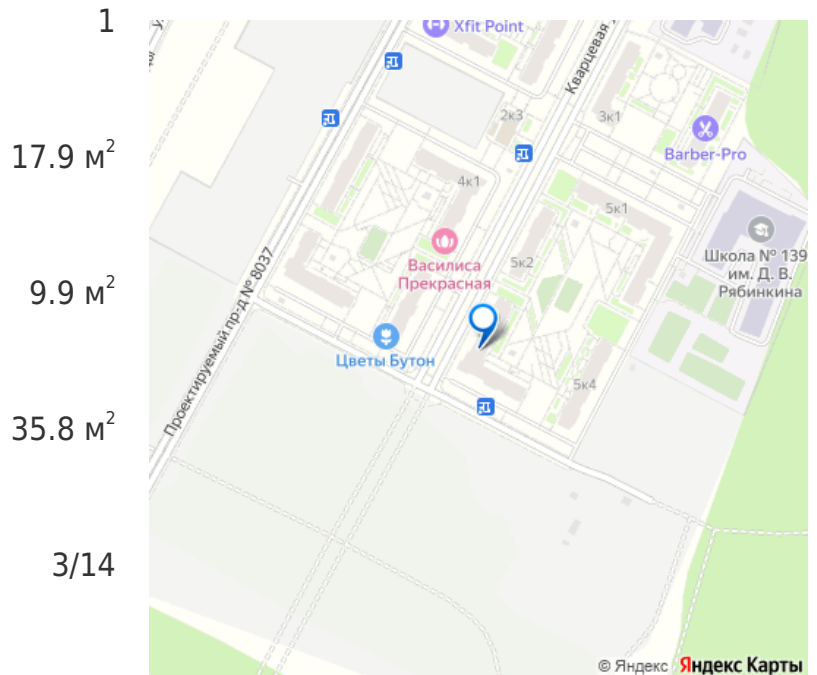 1
17.9 м²
9.9 м²
35.8 м²
3/14
Xfit Point
Кварцевая
2к3
3к1
Barber-Pro
4к1
5к1
Школа № 139
им. Д. В.
Рябинкина
Василиса
Прекрасная
5к2
Проектируемый пр-д № 8037
Цветы Бутон
5к4
© Яндекс Яндекс Карты